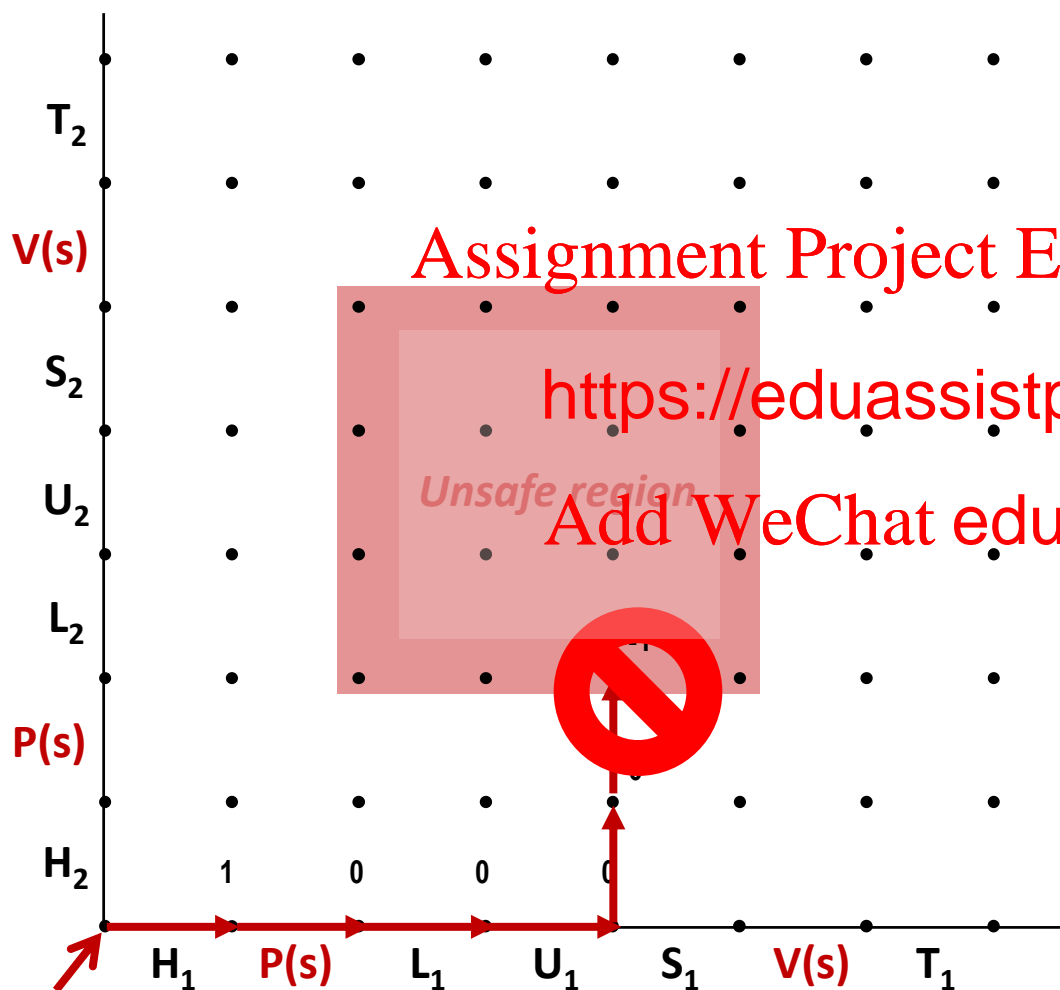 T₂
V(s)
Assignment Project E
S₂
https://eduassistp
U₂
Unsafe region
Add WeChat edu
L₂
P(s)
H₂
1 0 0 0
H₁ P(s) L₁ U₁ S₁ V(s) T₁